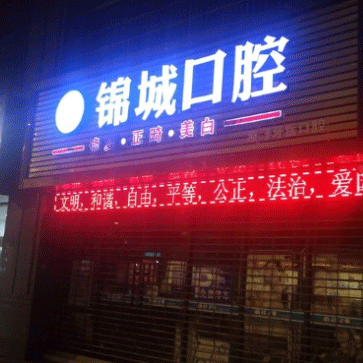 锦城口腔
·正畸·美白
文明，和谐，自由，平等，公正，法治，爱国